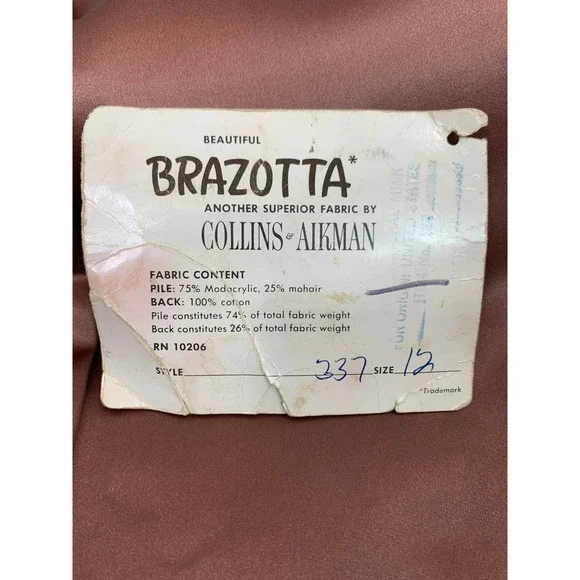 BEAUTIFUL
BRAZOTTA*
ANOTHER SUPERIOR FABRIC BY
COLLINS & AIKMAN
FABRIC CONTENT
PILE: 75% Modacrylic, 25% mohair
BACK: 100% cotton
Pile constitutes 74% of total fabric weight
Back constitutes 26% of total fabric weight
RN 10206
STYLE 337 SIZE 12
*Trademark
UNITED STATES